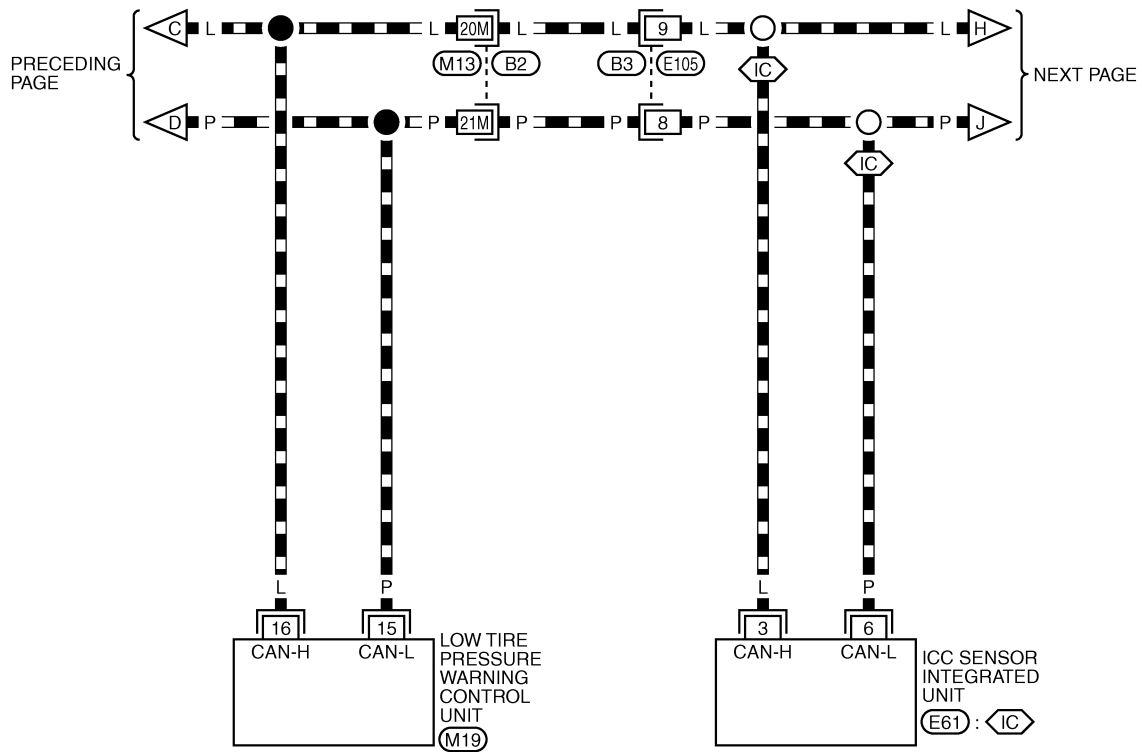 C L L 20M L L 9 L H
PRECEDING
PAGE
M13 B2 B3 E105
IC
NEXT PAGE
D P P 21M P P 8 P P J
IC
L P L P
16 15 3 6
CAN-H CAN-L CAN-H CAN-L
LOW TIRE
PRESSURE
WARNING
CONTROL
UNIT
M19
ICC SENSOR
INTEGRATED
UNIT
E61 : IC